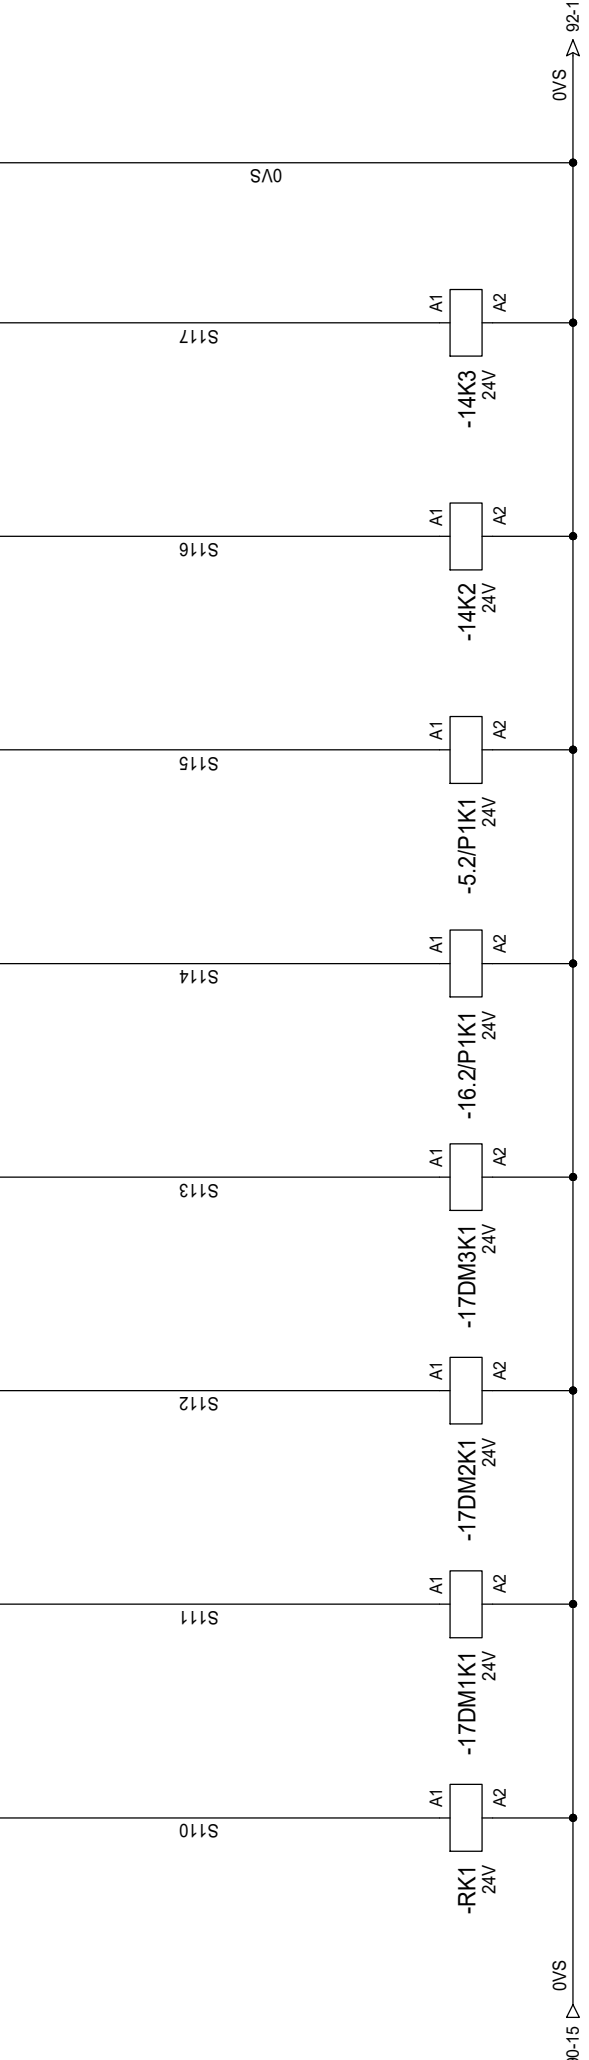 92-1
0VS
0VS
S117
A1
A2
-14K3
24V
S116
A1
A2
-14K2
24V
S115
A1
A2
-5.2/P1K1
24V
S114
A1
A2
-16.2/P1K1
24V
S113
A1
A2
-17DM3K1
24V
S112
A1
A2
-17DM2K1
24V
S111
A1
A2
-17DM1K1
24V
S110
A1
A2
-RK1
24V
0VS
0-15